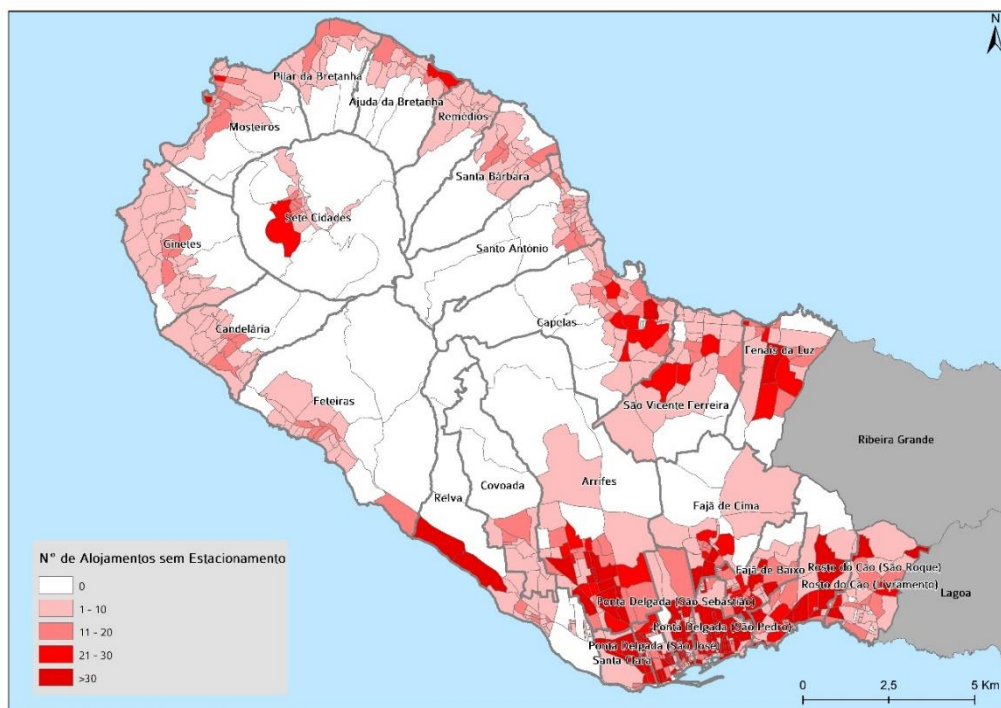 N
Pilar da Bretanha
Ajuda da Bretanha
Remédios
Mosteiros
Santa Bárbara
Sete Cidades
Ginetes
Santo António
Candelária
Capelas
Fenais da Luz
Feteiras
São Vicente Ferreira
Ribeira Grande
Relva
Covoada
Arrifes
Fajã de Cima
Fajã de Baixo
Rosto do Cão (São Roque)
Rosto do Cão (Livramento)
Lagoa
Ponta Delgada (São Sebastião)
Ponta Delgada (São Pedro)
Ponta Delgada (São José)
Santa Clara
Nº de Alojamentos sem Estacionamento
0
1 - 10
11 - 20
21 - 30
>30
0 2,5 5 Km